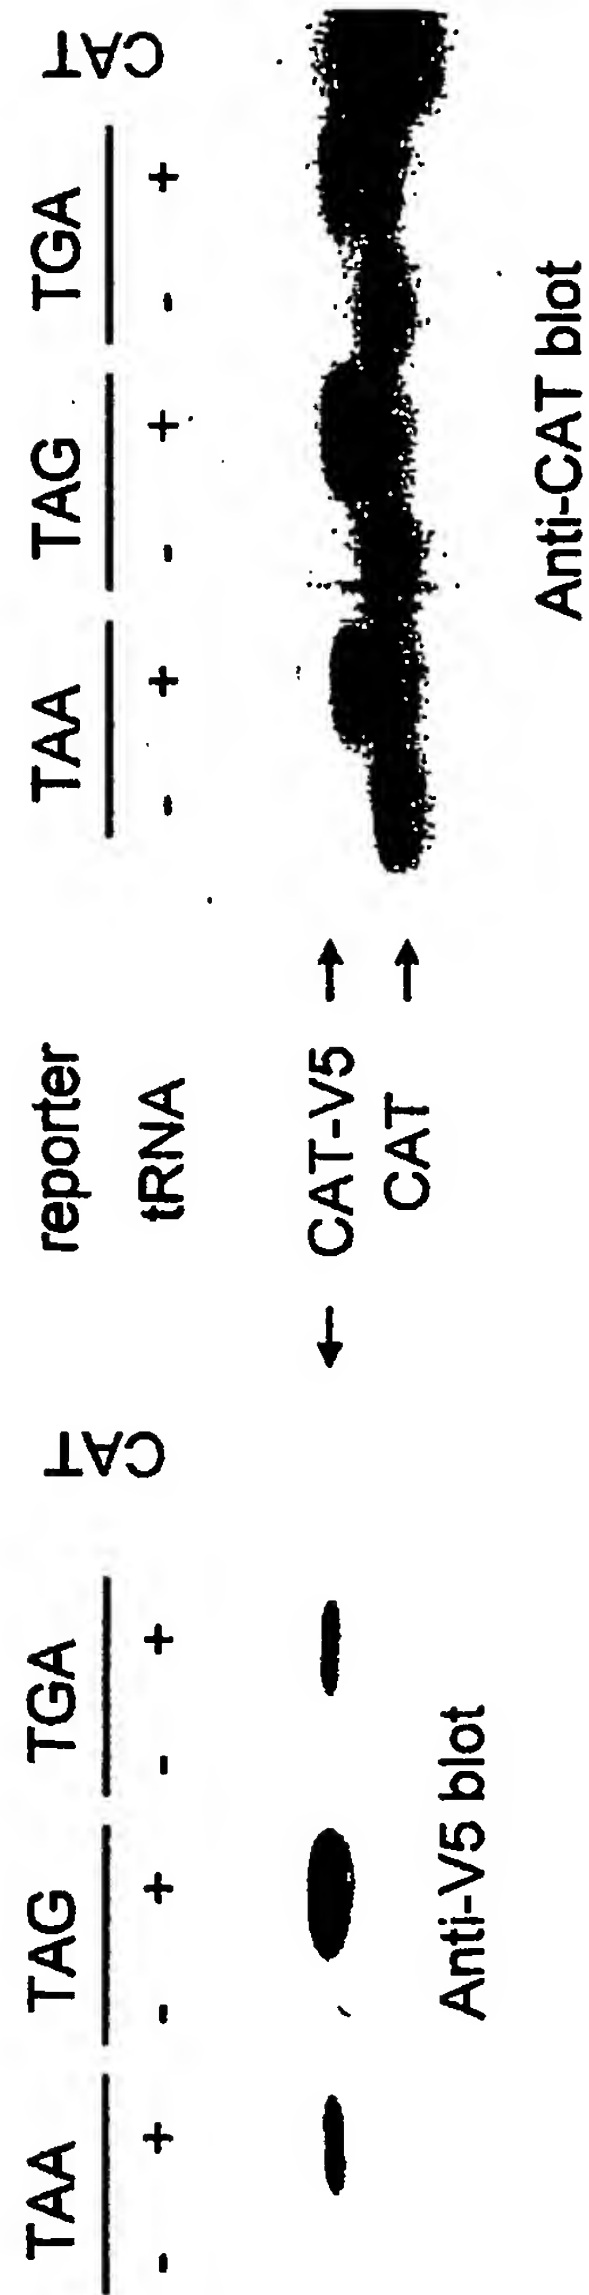 TAA TAG TGA CAT reporter TAA TAG TGA CAT
- + - + - + tRNA - + - + - +
← CAT-V5 →
CAT →
Anti-V5 blot Anti-CAT blot